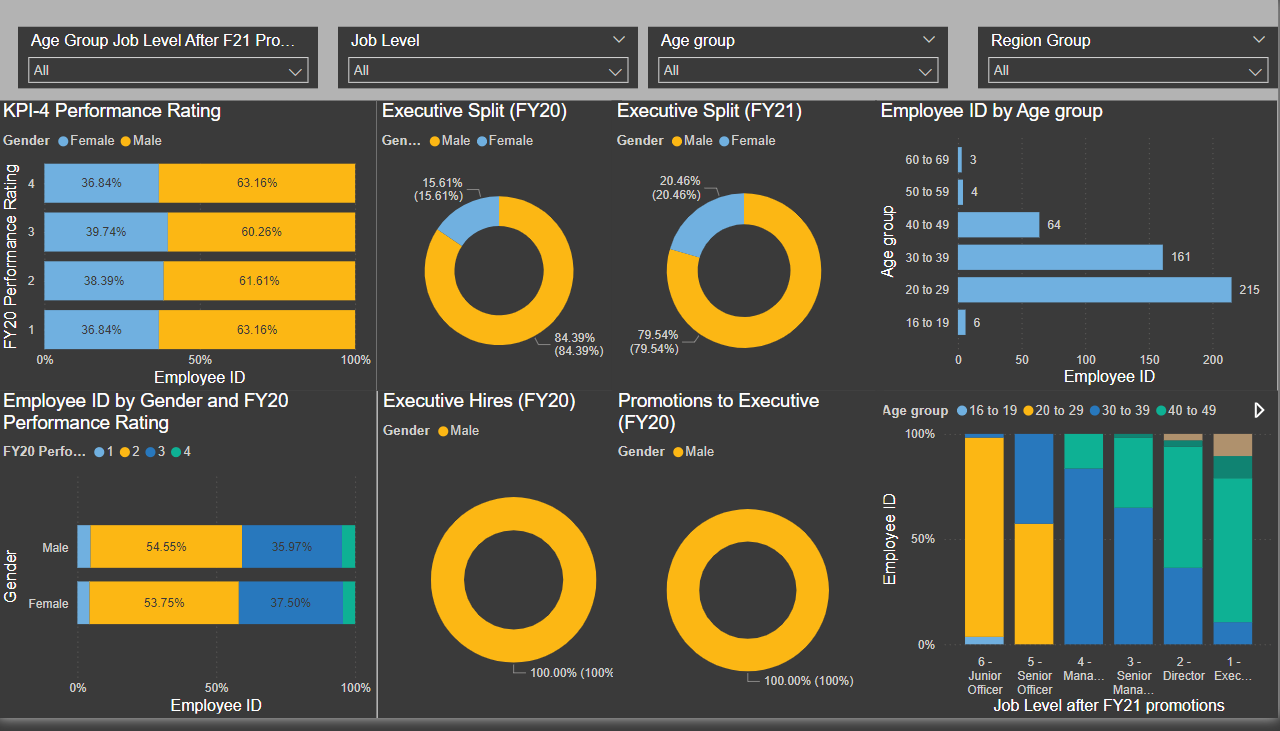 Age Group Job Level After F21 Pro...
All
Job Level
All
Age group
All
Region Group
All
KPI-4 Performance Rating
Gender Female Male
FY20 Performance Rating
4 36.84% 63.16%
3 39.74% 60.26%
2 38.39% 61.61%
1 36.84% 63.16%
0% 50% 100%
Employee ID
Executive Split (FY20)
Gen... Male Female
15.61%
(15.61%)
84.39%
(84.39%)
Executive Split (FY21)
Gender Male Female
20.46%
(20.46%)
79.54%
(79.54%)
Employee ID by Age group
Age group
60 to 69 3
50 to 59 4
40 to 49 64
30 to 39 161
20 to 29 215
16 to 19 6
0 50 100 150 200
Employee ID
Employee ID by Gender and FY20
Performance Rating
FY20 Perfo... 1 2 3 4
Gender
Male 54.55% 35.97%
Female 53.75% 37.50%
0% 50% 100%
Employee ID
Executive Hires (FY20)
Gender Male
100.00% (100%
Promotions to Executive
(FY20)
Gender Male
100.00% (100%)
Age group 16 to 19 20 to 29 30 to 39 40 to 49
Employee ID
100%
50%
0%
6 -
Junior
Officer
5 -
Senior
Officer
4 -
Mana...
3 -
Senior
Mana...
2 -
Director
1 -
Exec...
Job Level after FY21 promotions